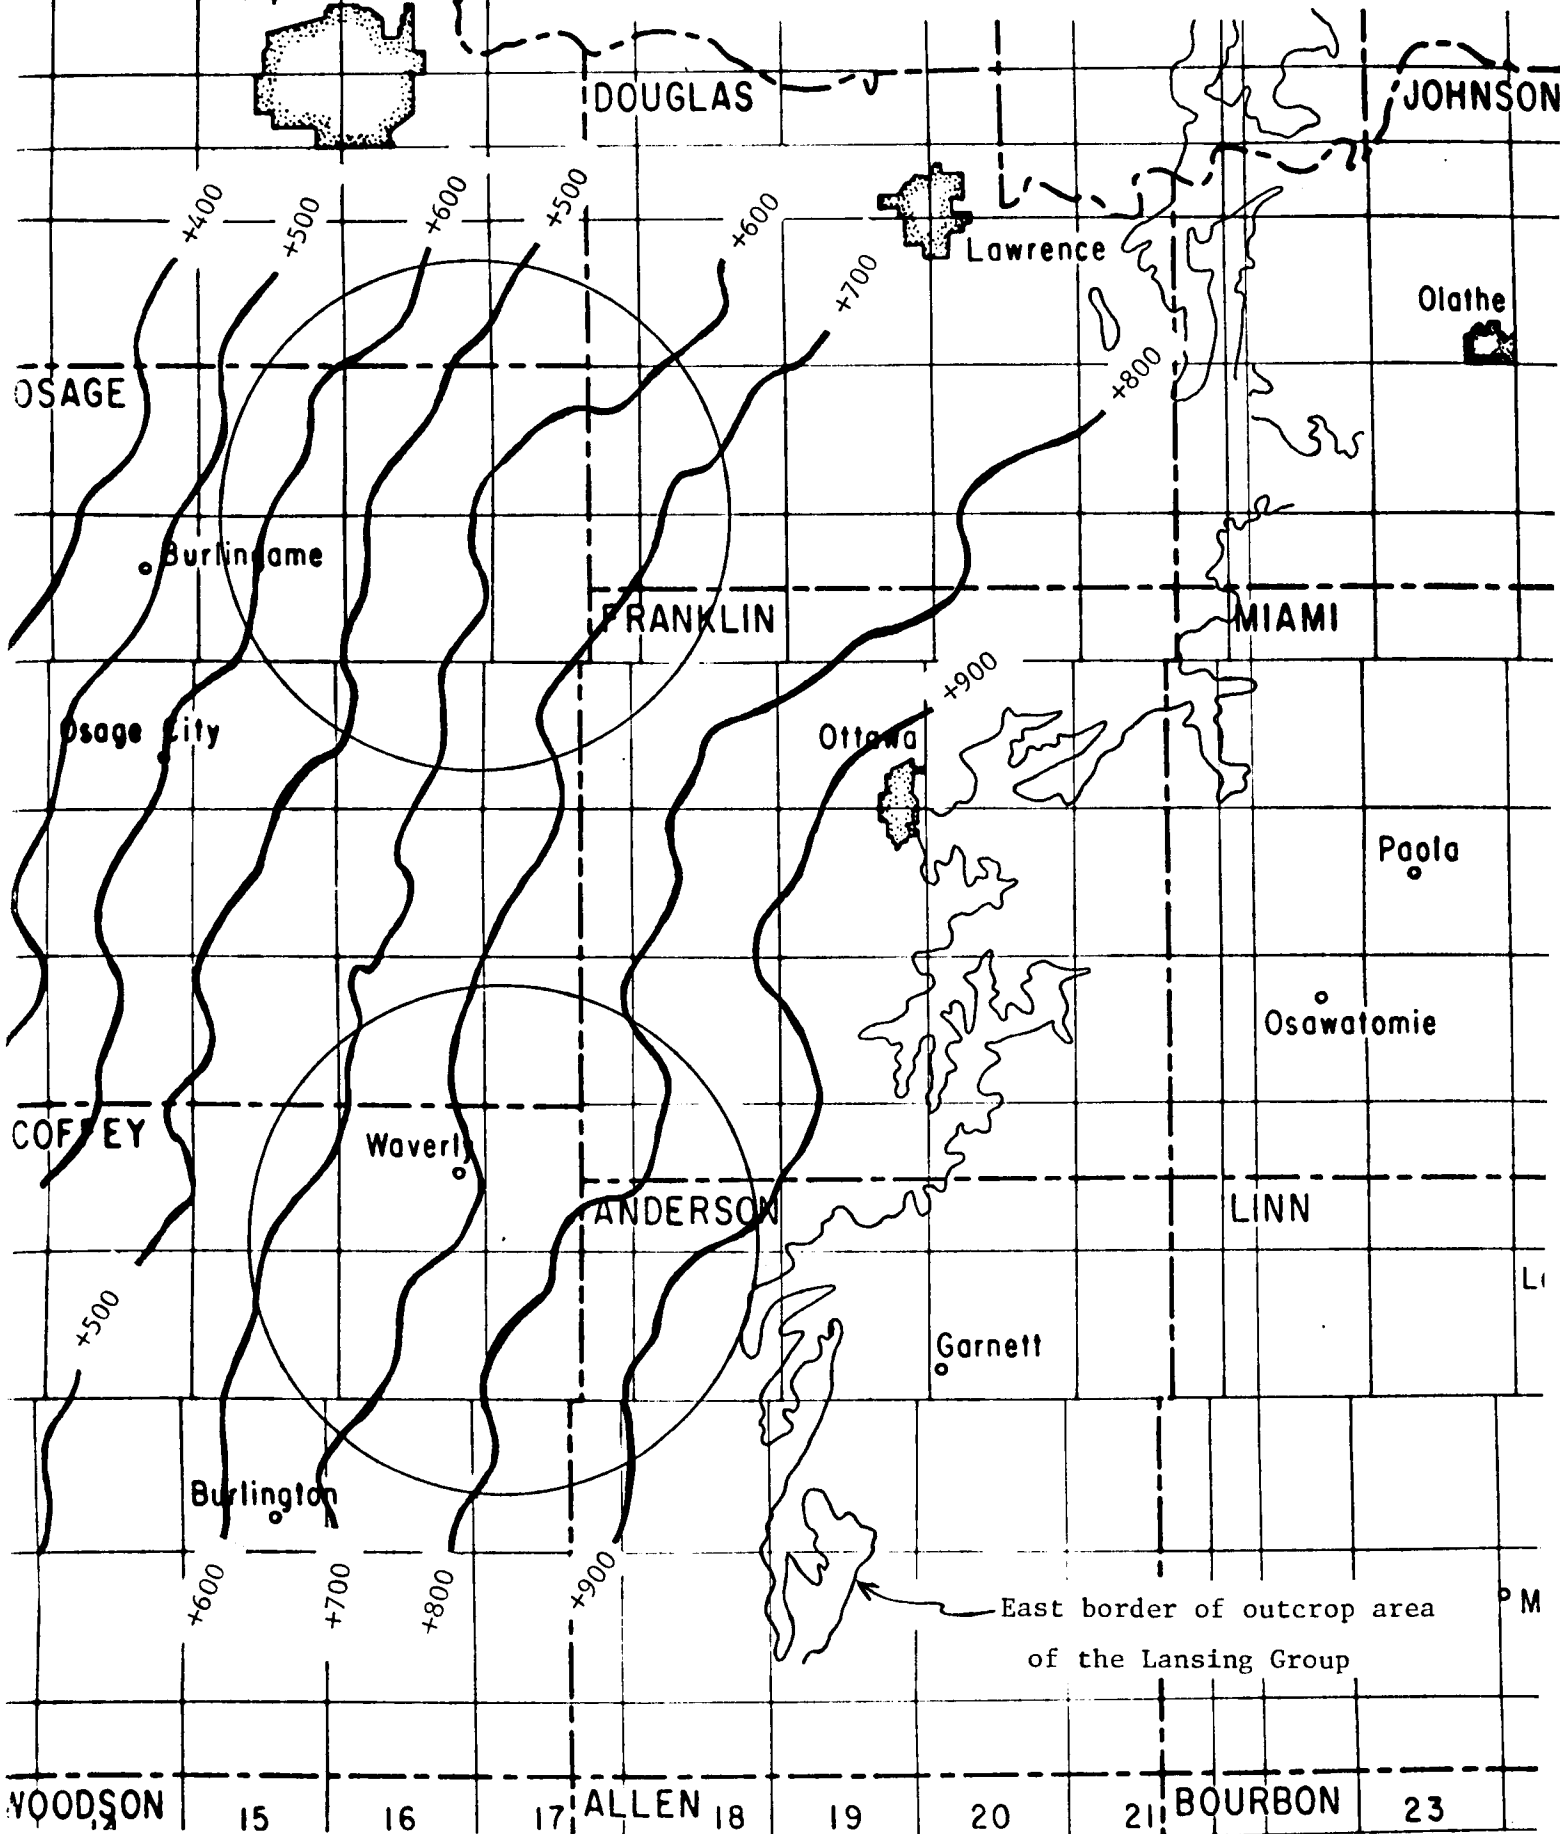 DOUGLAS
JOHNSON
+400
+500
+600
+500
+600
+700
Lawrence
Olathe
+800
OSAGE
Burlingame
FRANKLIN
MIAMI
+900
Osage City
Ottawa
Paola
Osawatomie
COFFEY
Waverly
ANDERSON
LINN
+500
Garnett
Burlington
+600
+700
+800
+900
East border of outcrop area
of the Lansing Group
M
WOODSON
15
16
17
ALLEN
18
19
20
21
BOURBON
23